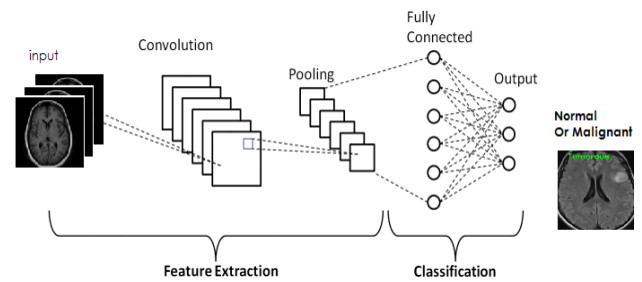 input
Convolution
Pooling
Fully
Connected
Output
Normal
Or Malignant
Feature Extraction
Classification